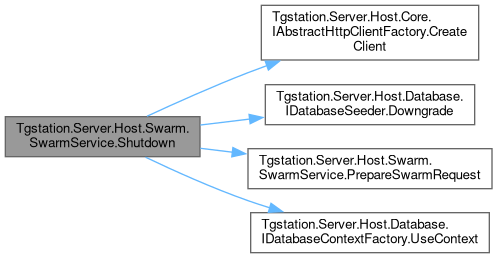 Tgstation.Server.Host.Swarm.
SwarmService.Shutdown
Tgstation.Server.Host.Core.
IAbstractHttpClientFactory.Create
Client
Tgstation.Server.Host.Database.
IDatabaseSeeder.Downgrade
Tgstation.Server.Host.Swarm.
SwarmService.PrepareSwarmRequest
Tgstation.Server.Host.Database.
IDatabaseContextFactory.UseContext